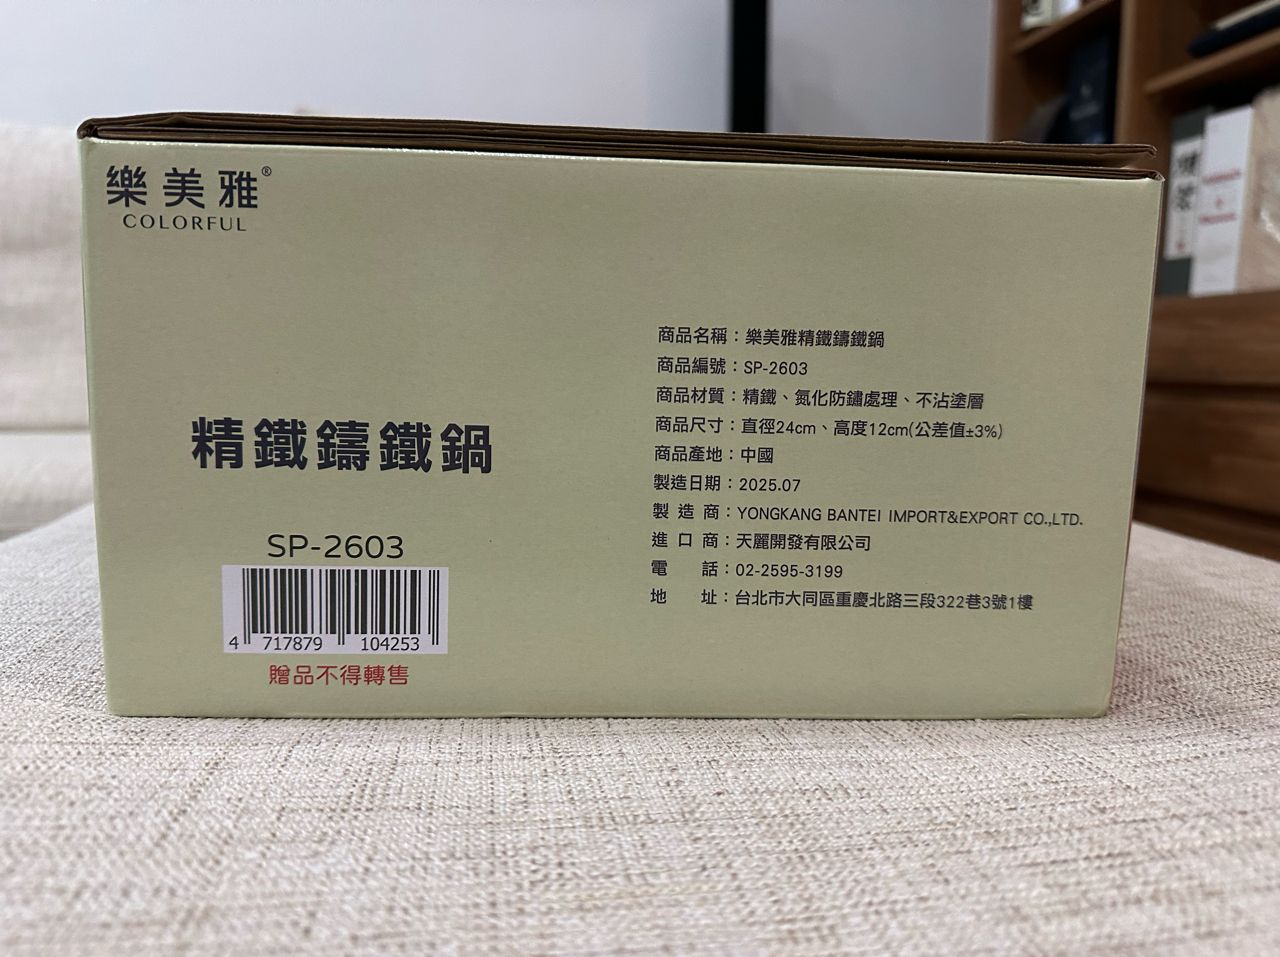 樂美雅®
COLORFUL
精鐵鑄鐵鍋
SP-2603
4 717879 104253
贈品不得轉售
商品名稱：樂美雅精鐵鑄鐵鍋
商品編號：SP-2603
商品材質：精鐵、氮化防鏽處理、不沾塗層
商品尺寸：直徑24cm、高度12cm(公差值±3%)
商品產地：中國
製造日期：2025.07
製 造 商：YONGKANG BANTEI IMPORT&EXPORT CO.,LTD.
進 口 商：天麗開發有限公司
電　　話：02-2595-3199
地　　址：台北市大同區重慶北路三段322巷3號1樓